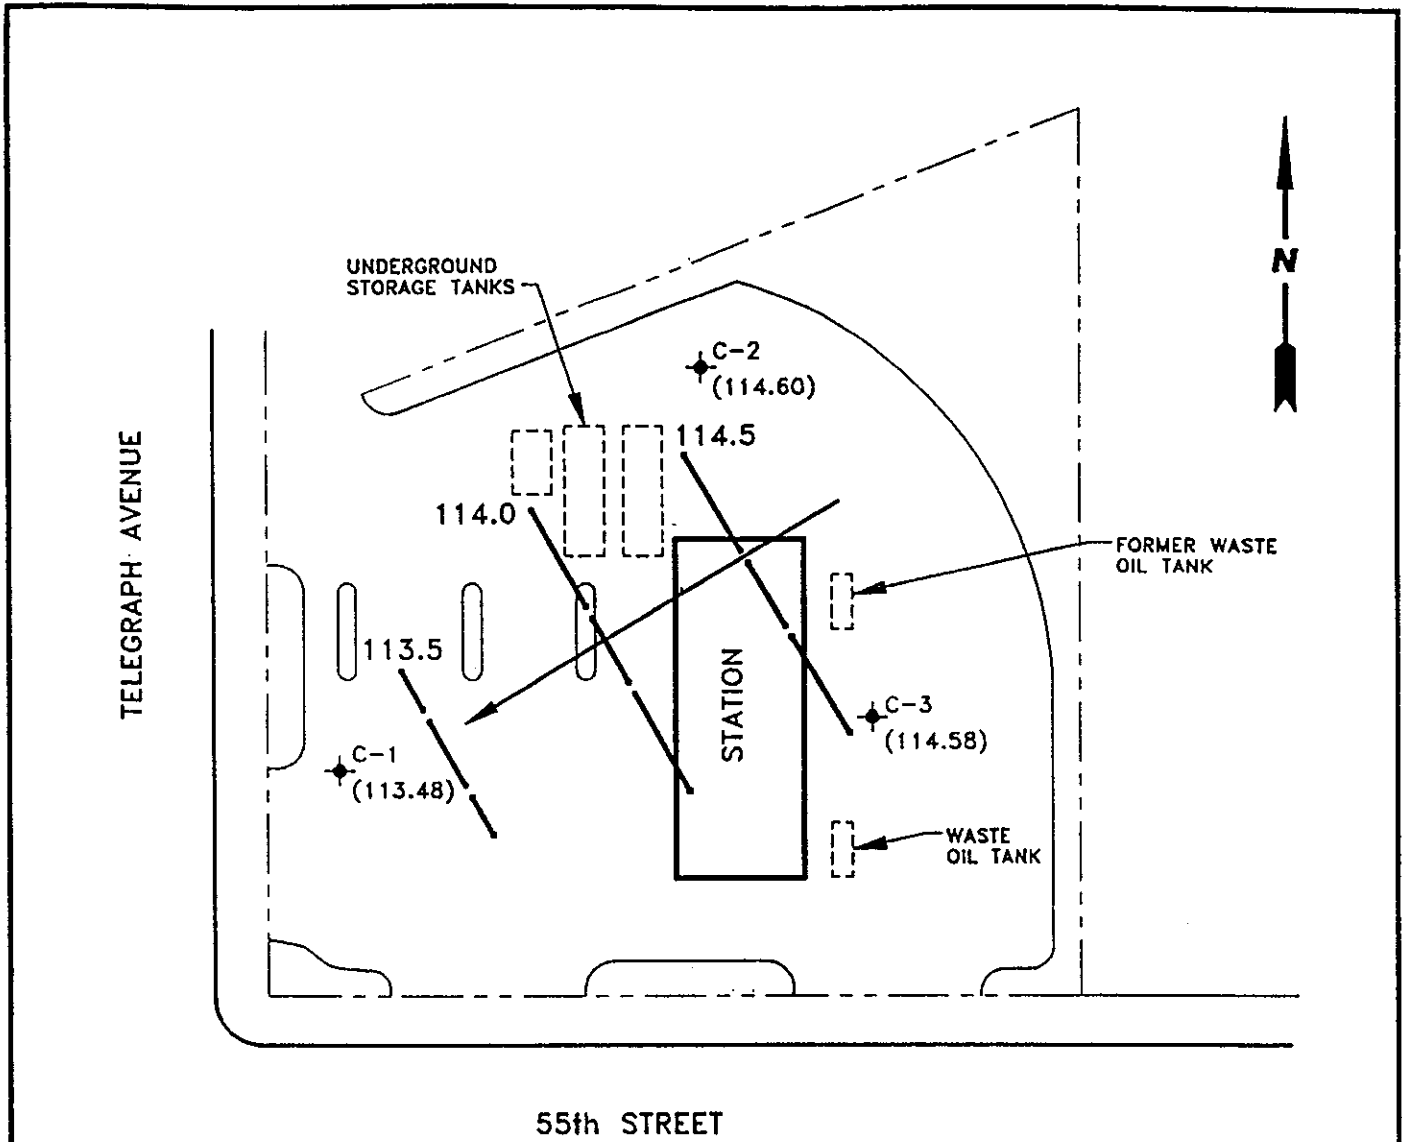 UNDERGROUND
STORAGE TANKS
N
C-2
(114.60)
114.5
114.0
TELEGRAPH AVENUE
FORMER WASTE
OIL TANK
113.5
STATION
C-3
(114.58)
C-1
(113.48)
WASTE
OIL TANK
55th STREET